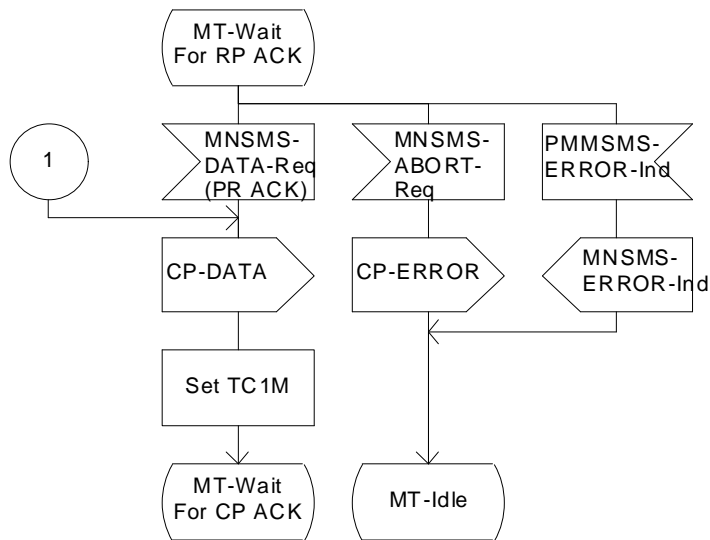 MT-Wait
For RP ACK
1
MNSMS-
DATA-Req
(PR ACK)
MNSMS-
ABORT-
Req
PMMSMS-
ERROR-Ind
CP-DATA
CP-ERROR
MNSMS-
ERROR-Ind
Set TC1M
MT-Wait
For CP ACK
MT-Idle